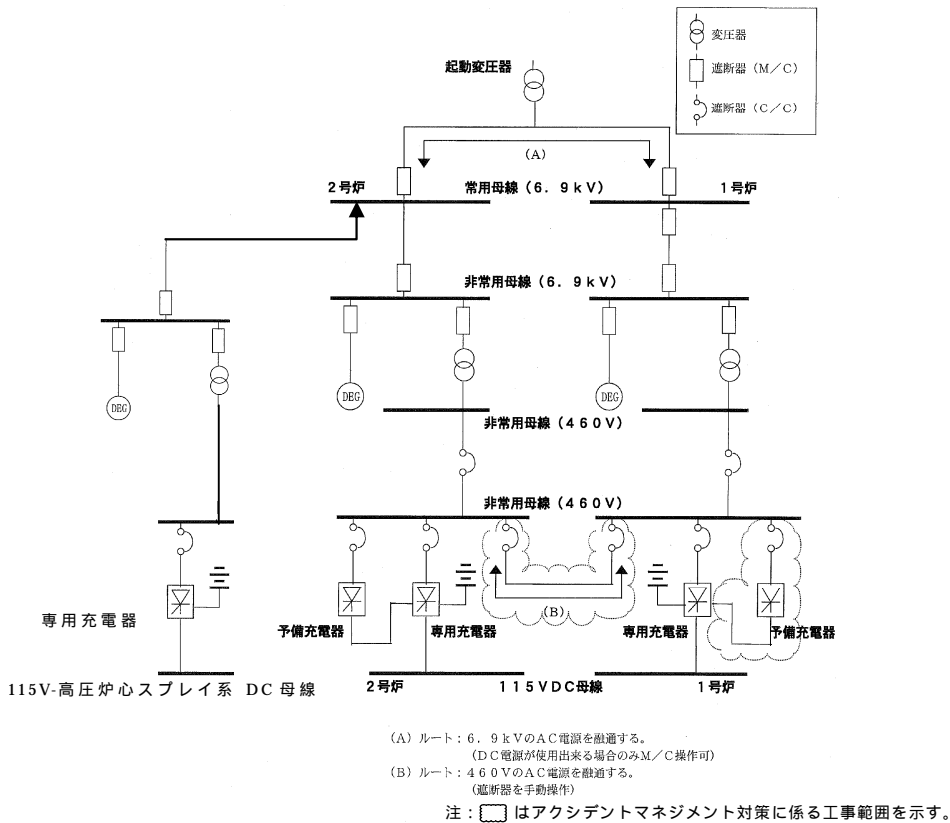 変圧器
起動変圧器
遮断器（M／C）
遮断器（C／C）
（A）
２号炉
常用母線（６．９ｋV）
１号炉
非常用母線（６．９ｋV）
DEG
DEG
DEG
非常用母線（４６０V）
非常用母線（４６０V）
（B）
専用充電器
予備充電器
専用充電器
専用充電器
予備充電器
115V-高圧炉心スプレイ系 DC 母線
２号炉
１１５VDC母線
１号炉
（A）ルート：６．９ｋVのAC電源を融通する。
（DC電源が使用出来る場合のみM／C操作可）
（B）ルート：４６０VのAC電源を融通する。
（遮断器を手動操作）
注： はアクシデントマネジメント対策に係る工事範囲を示す。